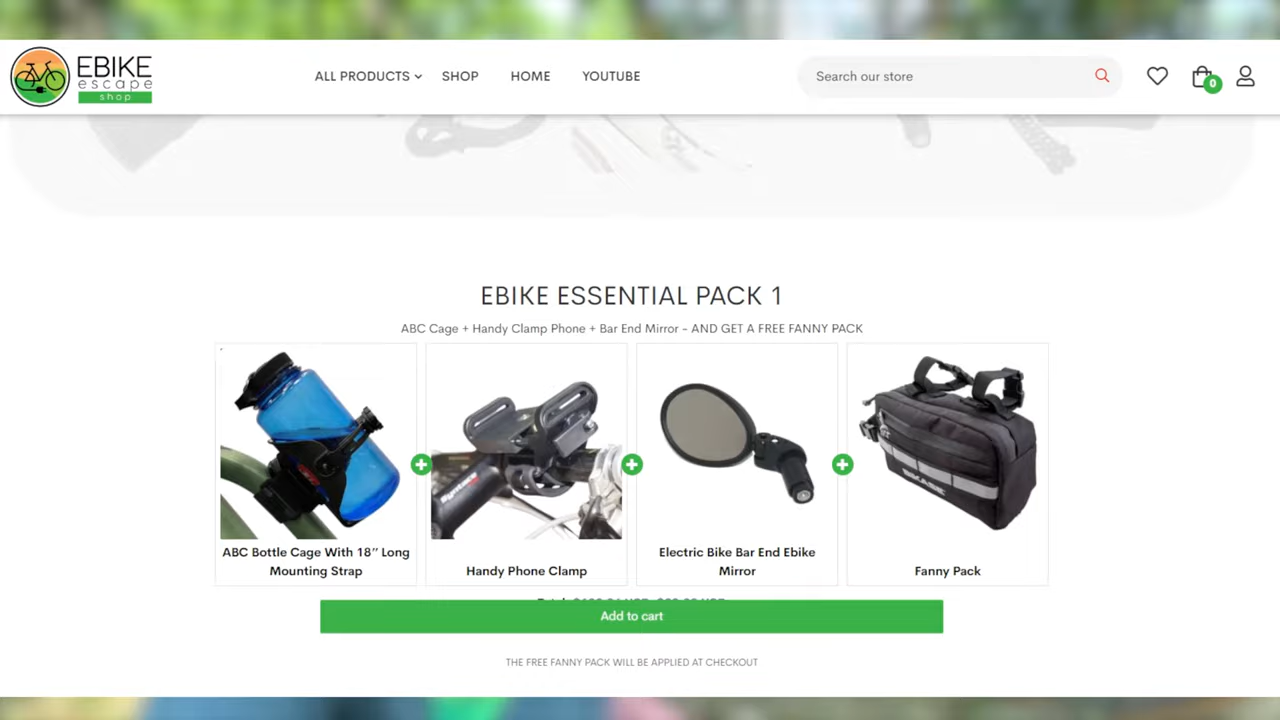 EBIKE
escape
shop
ALL PRODUCTS
SHOP
HOME
YOUTUBE
Search our store
0
EBIKE ESSENTIAL PACK 1
ABC Cage + Handy Clamp Phone + Bar End Mirror - AND GET A FREE FANNY PACK
ABC Bottle Cage With 18" Long
Mounting Strap
Handy Phone Clamp
Electric Bike Bar End Ebike
Mirror
Fanny Pack
Add to cart
THE FREE FANNY PACK WILL BE APPLIED AT CHECKOUT